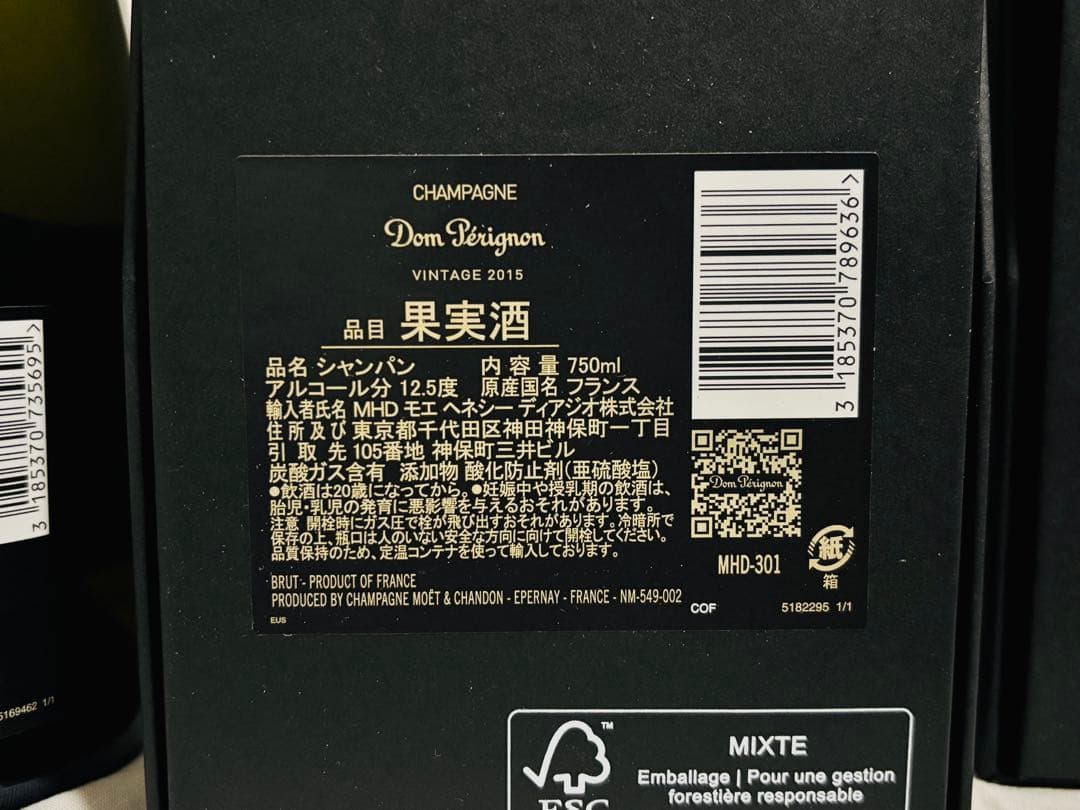 CHAMPAGNE
Dom Pérignon
VINTAGE 2015
品目 果実酒
品名 シャンパン 内容量 750ml
アルコール分 12.5度 原産国名 フランス
輸入者氏名 MHD モエ ヘネシー ディアジオ株式会社
住所及び 東京都千代田区神田神保町一丁目
引取先 105番地 神保町三井ビル
炭酸ガス含有 添加物 酸化防止剤(亜硫酸塩)
●飲酒は20歳になってから。●妊娠中や授乳期の飲酒は、
胎児・乳児の発育に悪影響を与えるおそれがあります。
注意 開栓時にガス圧で栓が飛び出すおそれがあります。冷暗所で
保存の上、瓶口は人のいない安全な方向に向けて開栓してください。
品質保持のため、定温コンテナを使って輸入しております。
BRUT - PRODUCT OF FRANCE
PRODUCED BY CHAMPAGNE MOËT & CHANDON - EPERNAY - FRANCE - NM-549-002
EUS
3 185370 789636 >
Dom Pérignon
MHD-301
紙
箱
COF
5182295 1/1
3 185370 735695 >
5169462 1/1
FSC
TM
MIXTE
Emballage | Pour une gestion
forestière responsable